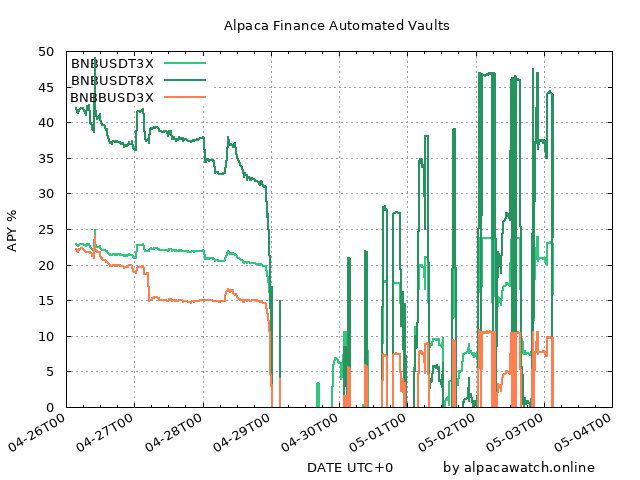 Alpaca Finance Automated Vaults
50
45
40
35
30
25
20
15
10
5
0
APY %
BNBUSDT3X
BNBUSDT8X
BNBBUSD3X
04-26T00
04-27T00
04-28T00
04-29T00
04-30T00
05-01T00
05-02T00
05-03T00
05-04T00
DATE UTC+0
by alpacawatch.online